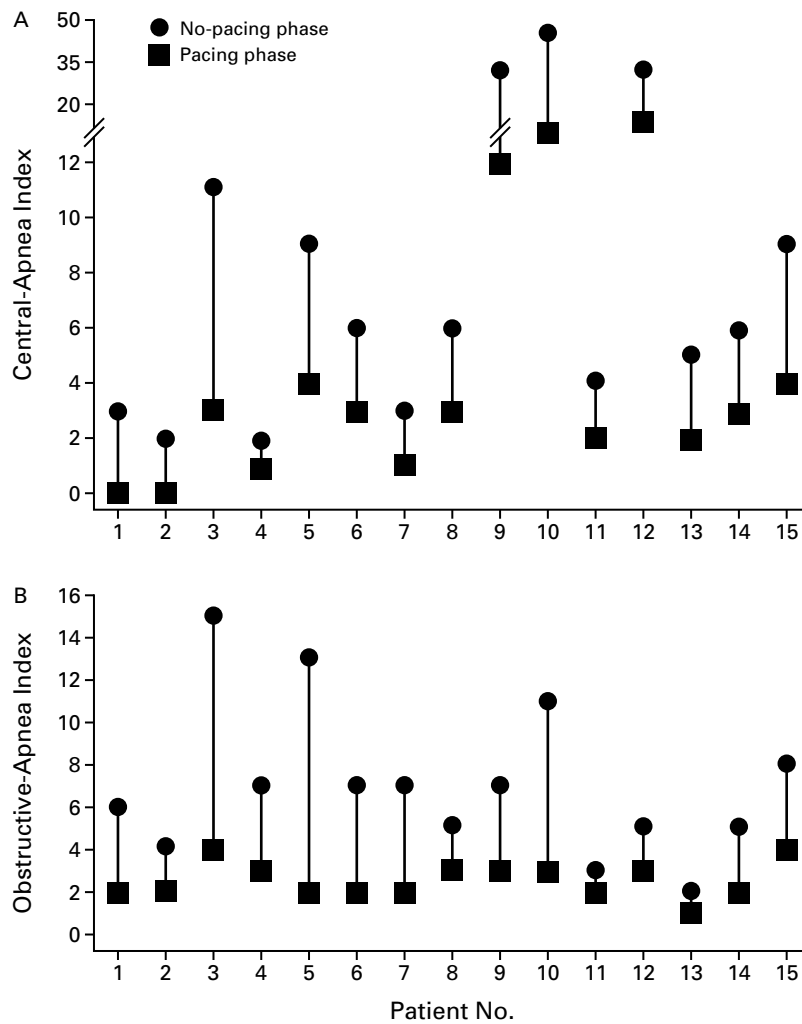 A
No-pacing phase
Pacing phase
Central-Apnea Index
50
35
20
12
10
8
6
4
2
0
1 2 3 4 5 6 7 8 9 10 11 12 13 14 15
B
Obstructive-Apnea Index
16
14
12
10
8
6
4
2
0
1 2 3 4 5 6 7 8 9 10 11 12 13 14 15
Patient No.